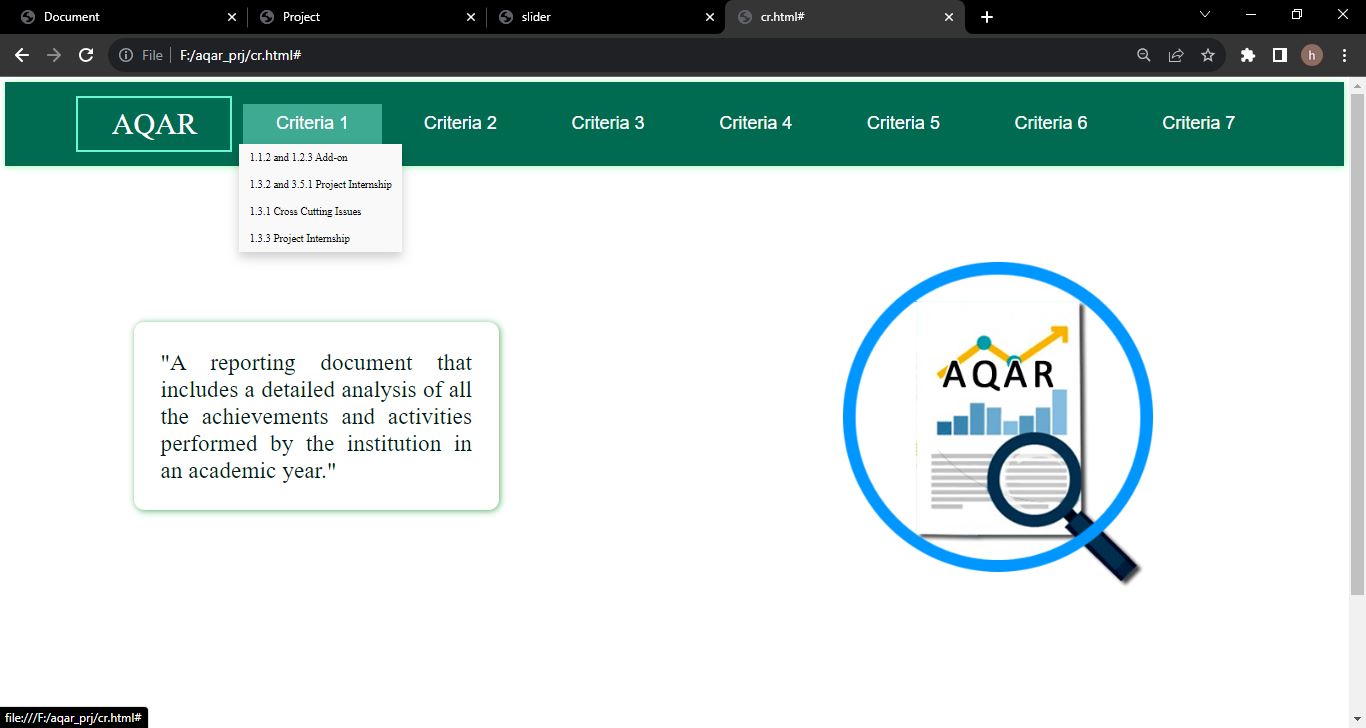 Document
Project
slider
cr.html#
File
F:/aqar_prj/cr.html#
h
AQAR
Criteria 1
Criteria 2
Criteria 3
Criteria 4
Criteria 5
Criteria 6
Criteria 7
1.1.2 and 1.2.3 Add-on
1.3.2 and 3.5.1 Project Internship
1.3.1 Cross Cutting Issues
1.3.3 Project Internship
"A reporting document that
includes a detailed analysis of all
the achievements and activities
performed by the institution in
an academic year."
AQAR
file:///F:/aqar_prj/cr.html#